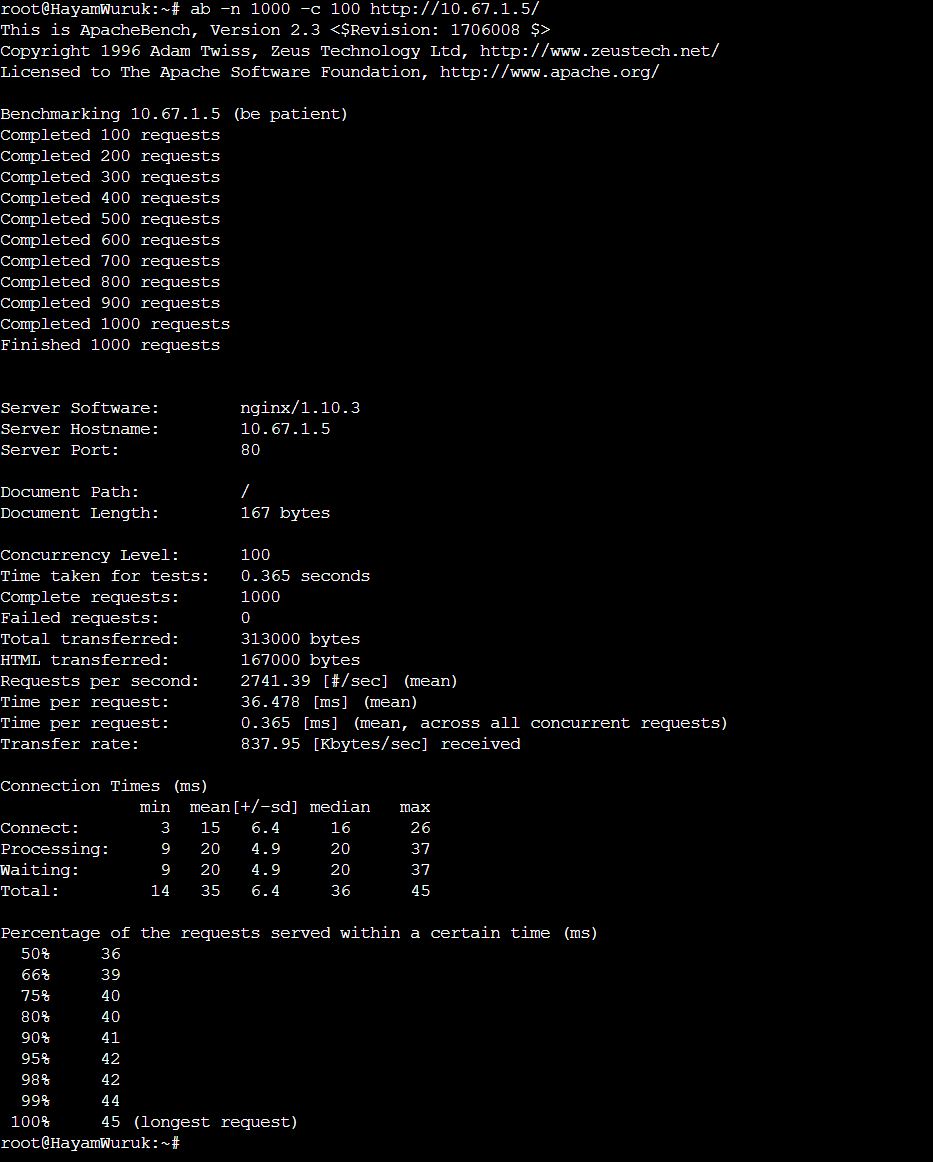 root@HayamWuruk:~# ab -n 1000 -c 100 http://10.67.1.5/
This is ApacheBench, Version 2.3 <$Revision: 1706008 $>
Copyright 1996 Adam Twiss, Zeus Technology Ltd, http://www.zeustech.net/
Licensed to The Apache Software Foundation, http://www.apache.org/

Benchmarking 10.67.1.5 (be patient)
Completed 100 requests
Completed 200 requests
Completed 300 requests
Completed 400 requests
Completed 500 requests
Completed 600 requests
Completed 700 requests
Completed 800 requests
Completed 900 requests
Completed 1000 requests
Finished 1000 requests


Server Software:        nginx/1.10.3
Server Hostname:        10.67.1.5
Server Port:            80

Document Path:          /
Document Length:        167 bytes

Concurrency Level:      100
Time taken for tests:   0.365 seconds
Complete requests:      1000
Failed requests:        0
Total transferred:      313000 bytes
HTML transferred:       167000 bytes
Requests per second:    2741.39 [#/sec] (mean)
Time per request:       36.478 [ms] (mean)
Time per request:       0.365 [ms] (mean, across all concurrent requests)
Transfer rate:          837.95 [Kbytes/sec] received

Connection Times (ms)
              min  mean[+/-sd] median   max
Connect:        3   15   6.4     16      26
Processing:     9   20   4.9     20      37
Waiting:        9   20   4.9     20      37
Total:         14   35   6.4     36      45

Percentage of the requests served within a certain time (ms)
  50%     36
  66%     39
  75%     40
  80%     40
  90%     41
  95%     42
  98%     42
  99%     44
 100%     45 (longest request)
root@HayamWuruk:~#